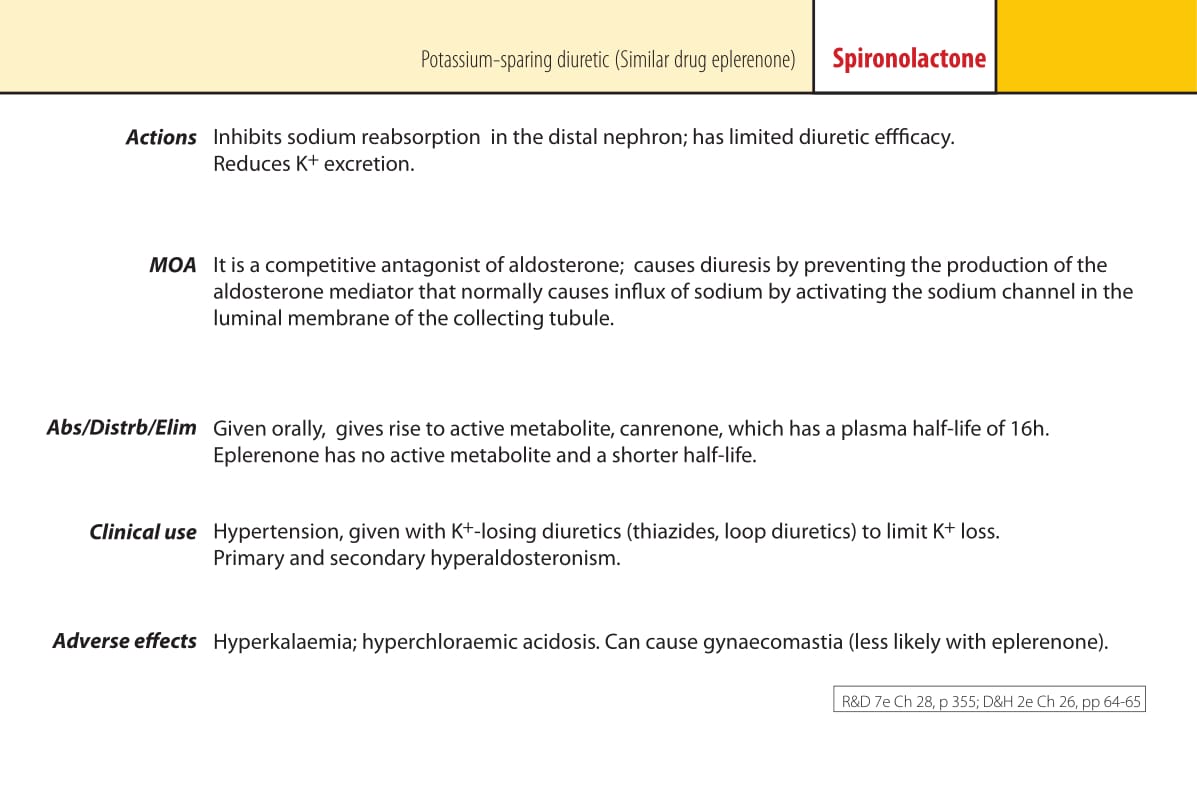 Potassium-sparing diuretic (Similar drug eplerenone) Spironolactone
Actions Inhibits sodium reabsorption in the distal nephron; has limited diuretic effficacy.
Reduces K+ excretion.
MOA It is a competitive antagonist of aldosterone; causes diuresis by preventing the production of the
aldosterone mediator that normally causes influx of sodium by activating the sodium channel in the
luminal membrane of the collecting tubule.
Abs/Distrb/Elim Given orally, gives rise to active metabolite, canrenone, which has a plasma half-life of 16h.
Eplerenone has no active metabolite and a shorter half-life.
Clinical use Hypertension, given with K+-losing diuretics (thiazides, loop diuretics) to limit K+ loss.
Primary and secondary hyperaldosteronism.
Adverse effects Hyperkalaemia; hyperchloraemic acidosis. Can cause gynaecomastia (less likely with eplerenone).
R&D 7e Ch 28, p 355; D&H 2e Ch 26, pp 64-65